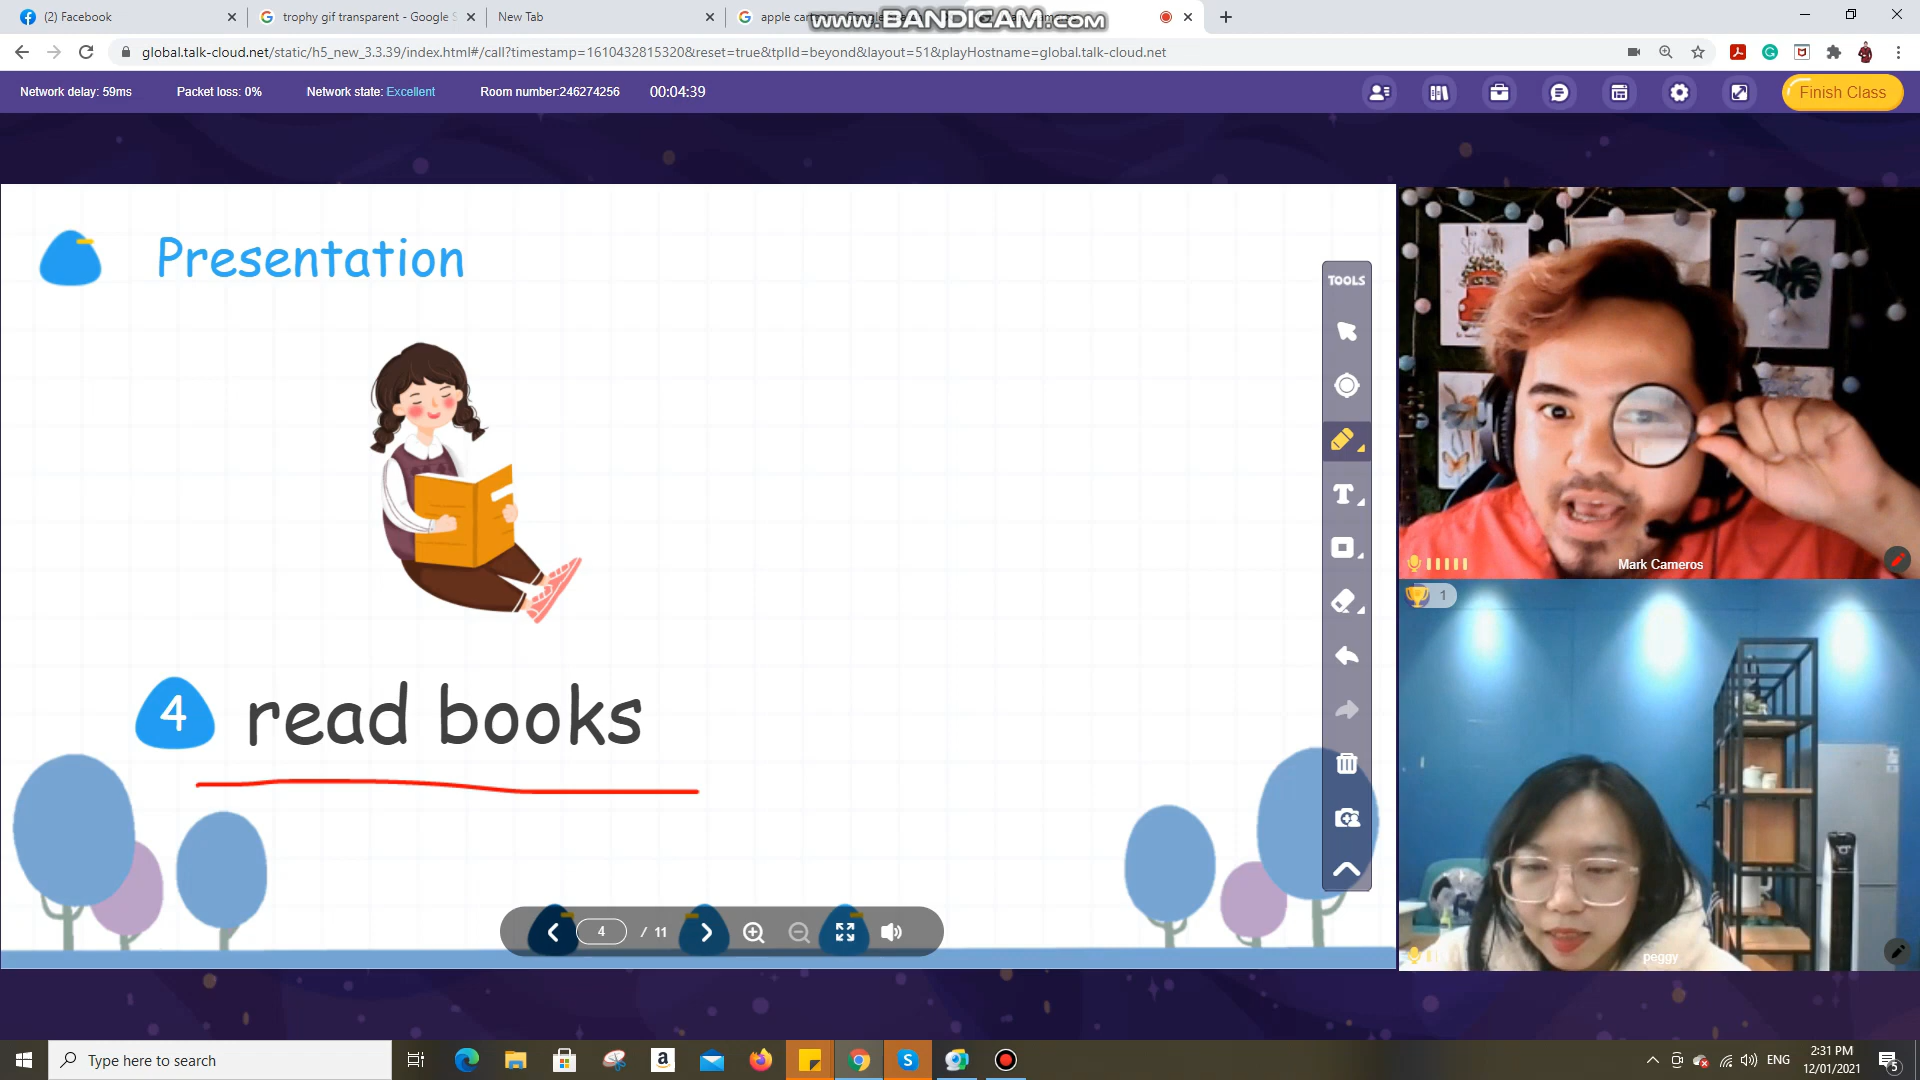 (2) Facebook
trophy gif transparent - Google S
New Tab
apple cart
www.BANDICAM.com
global.talk-cloud.net/static/h5_new_3.3.39/index.html#/call?timestamp=1610432815320&reset=true&tplId=beyond&layout=51&playHostname=global.talk-cloud.net
Network delay: 59ms
Packet loss: 0%
Network state: Excellent
Room number:246274256
00:04:39
Finish Class
Presentation
TOOLS
4 read books
4 / 11
Mark Cameros
1
peggy
Type here to search
ENG
2:31 PM
12/01/2021
5